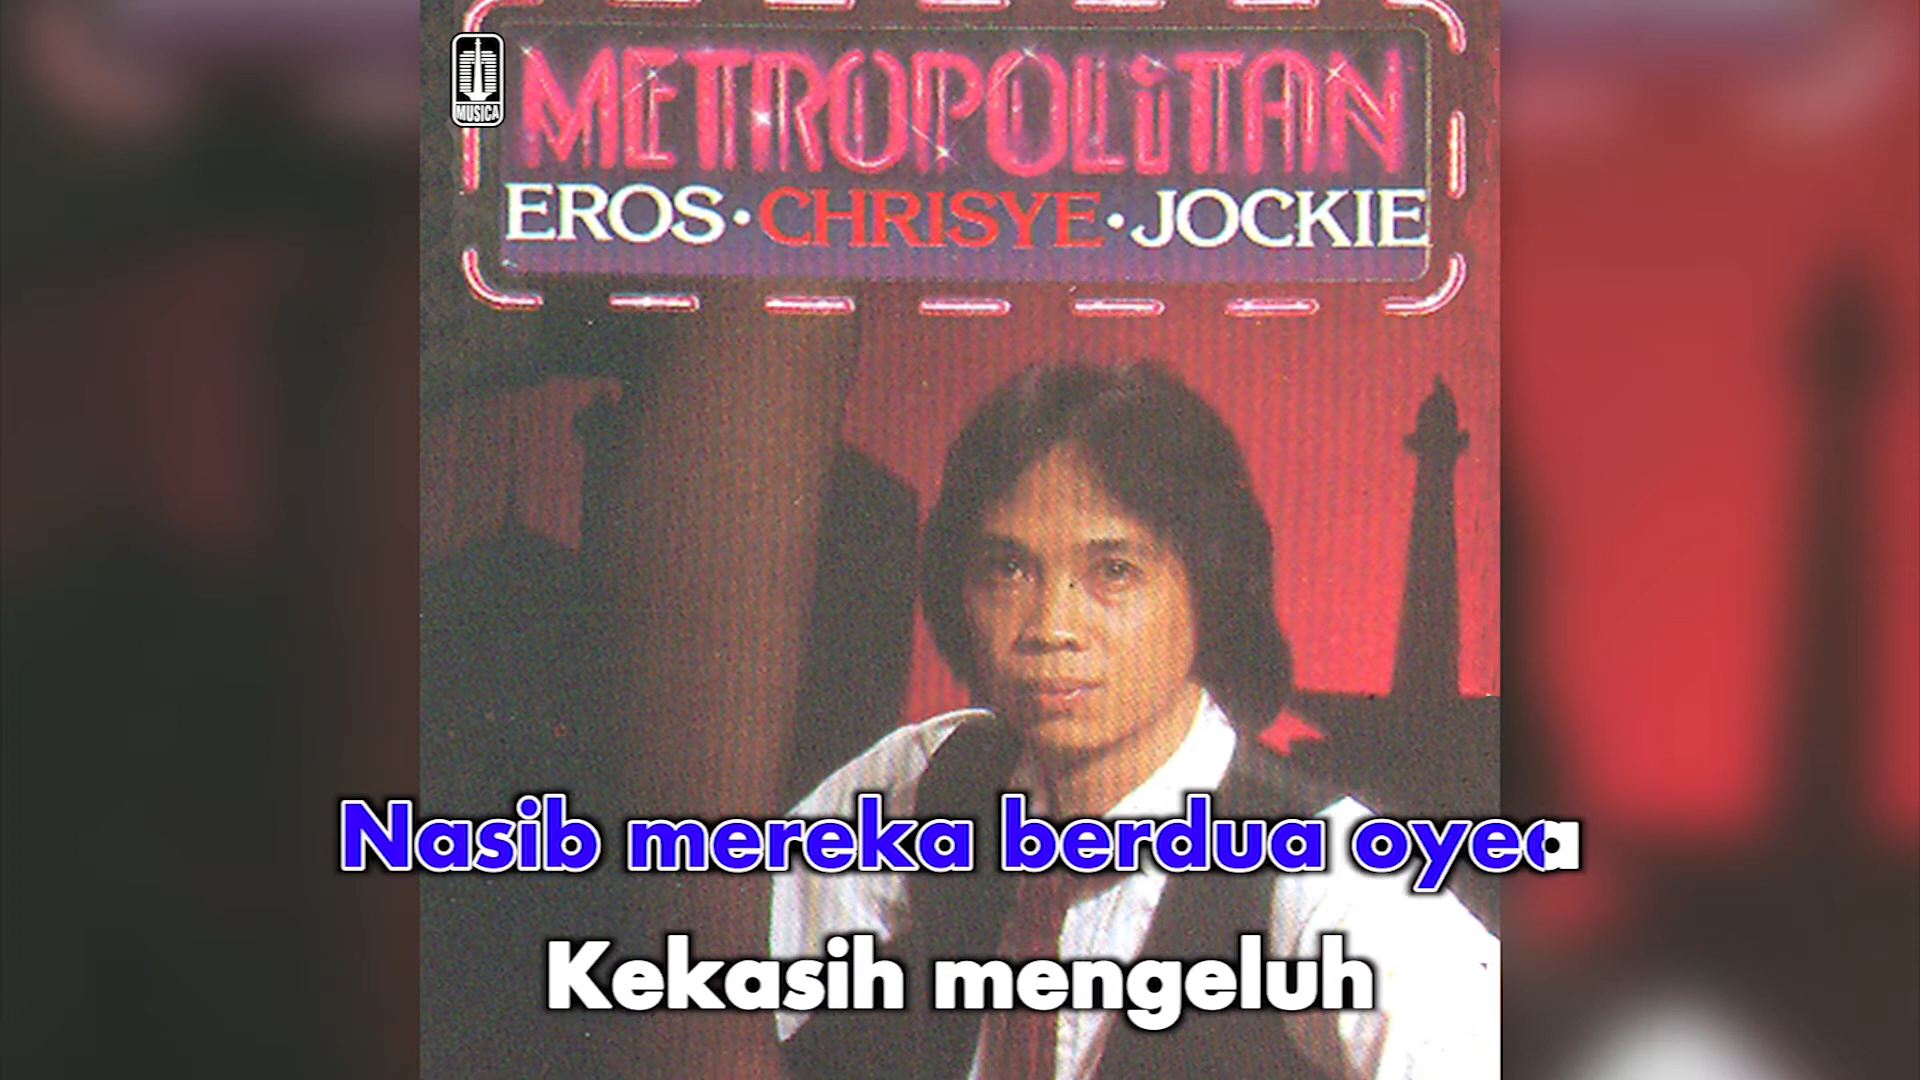 METROPOLiTAN
MUSICA
EROS·CHRISYE·JOCKIE
Nasib mereka berdua oyea
Kekasih mengeluh